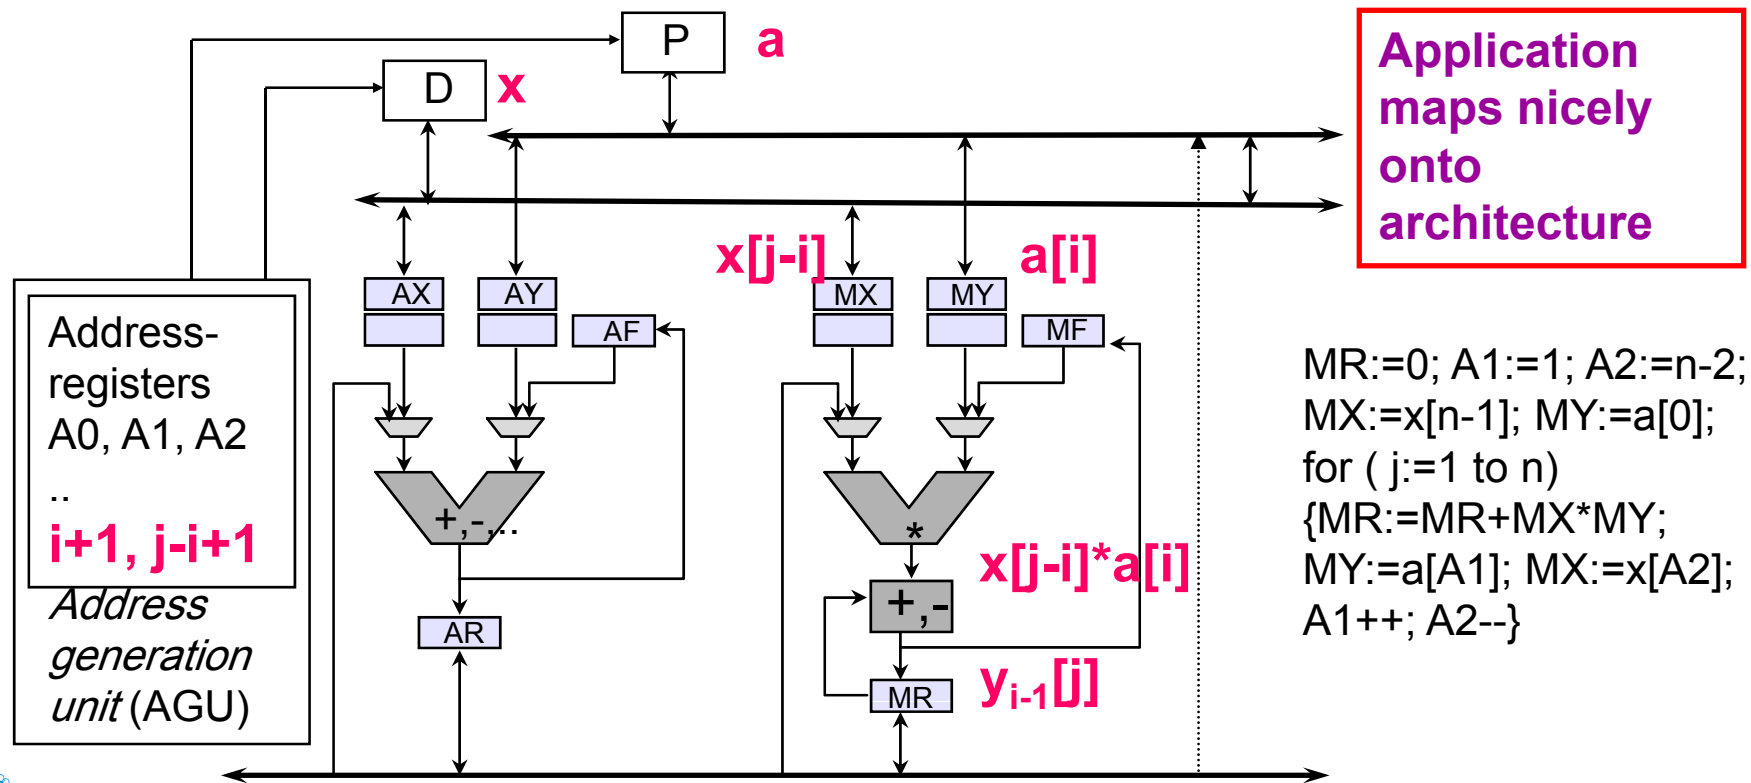 P
a
D
x
Application
maps nicely
onto
architecture
x[j-i]
a[i]
AX
AY
AF
MX
MY
MF
Address-
registers
A0, A1, A2
..
i+1, j-i+1
Address
generation
unit (AGU)
+,-,..
*
x[j-i]*a[i]
+,-
AR
MR
yi-1[j]
MR:=0; A1:=1; A2:=n-2;
MX:=x[n-1]; MY:=a[0];
for ( j:=1 to n)
{MR:=MR+MX*MY;
MY:=a[A1]; MX:=x[A2];
A1++; A2--}